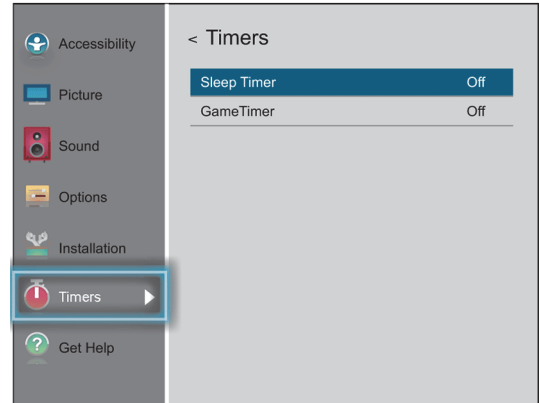 Accessibility
Picture
Sound
Options
Installation
Timers
Get Help
< Timers
Sleep Timer Off
GameTimer Off